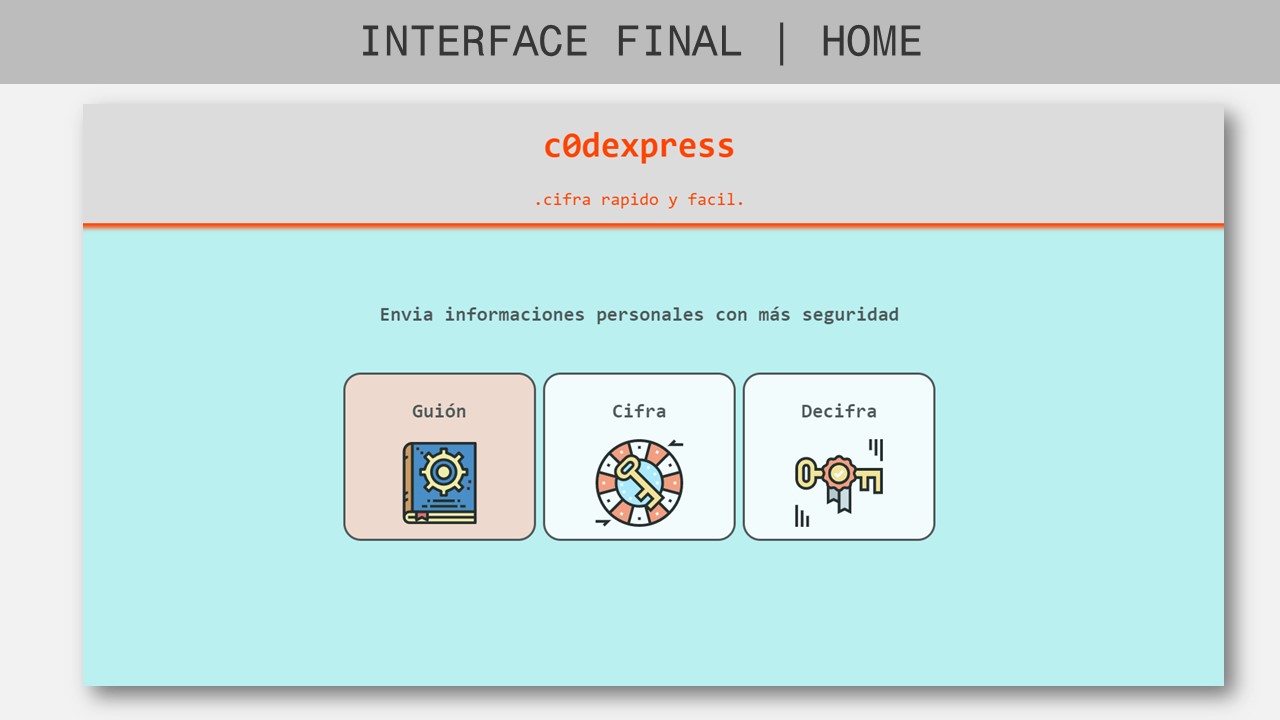 INTERFACE FINAL | HOME
c0dexpress
.cifra rapido y facil.
Envia informaciones personales con más seguridad
Guión
Cifra
Decifra